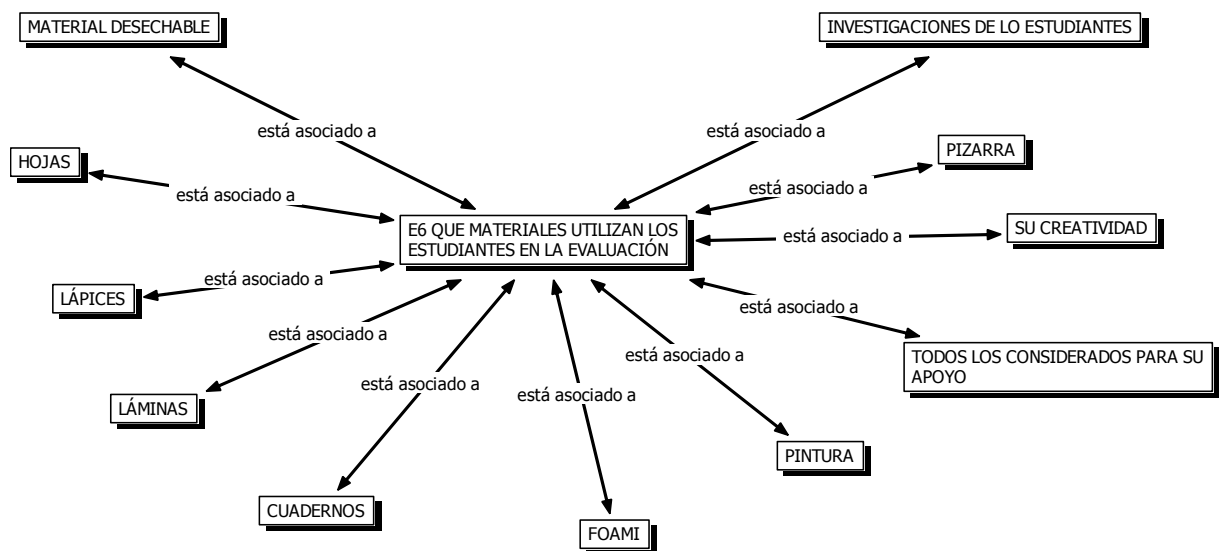 MATERIAL DESECHABLE
INVESTIGACIONES DE LO ESTUDIANTES
está asociado a
está asociado a
HOJAS
PIZARRA
está asociado a
está asociado a
E6 QUE MATERIALES UTILIZAN LOS
ESTUDIANTES EN LA EVALUACIÓN
está asociado a
SU CREATIVIDAD
está asociado a
LÁPICES
está asociado a
está asociado a
está asociado a
TODOS LOS CONSIDERADOS PARA SU
APOYO
está asociado a
está asociado a
LÁMINAS
PINTURA
CUADERNOS
FOAMI